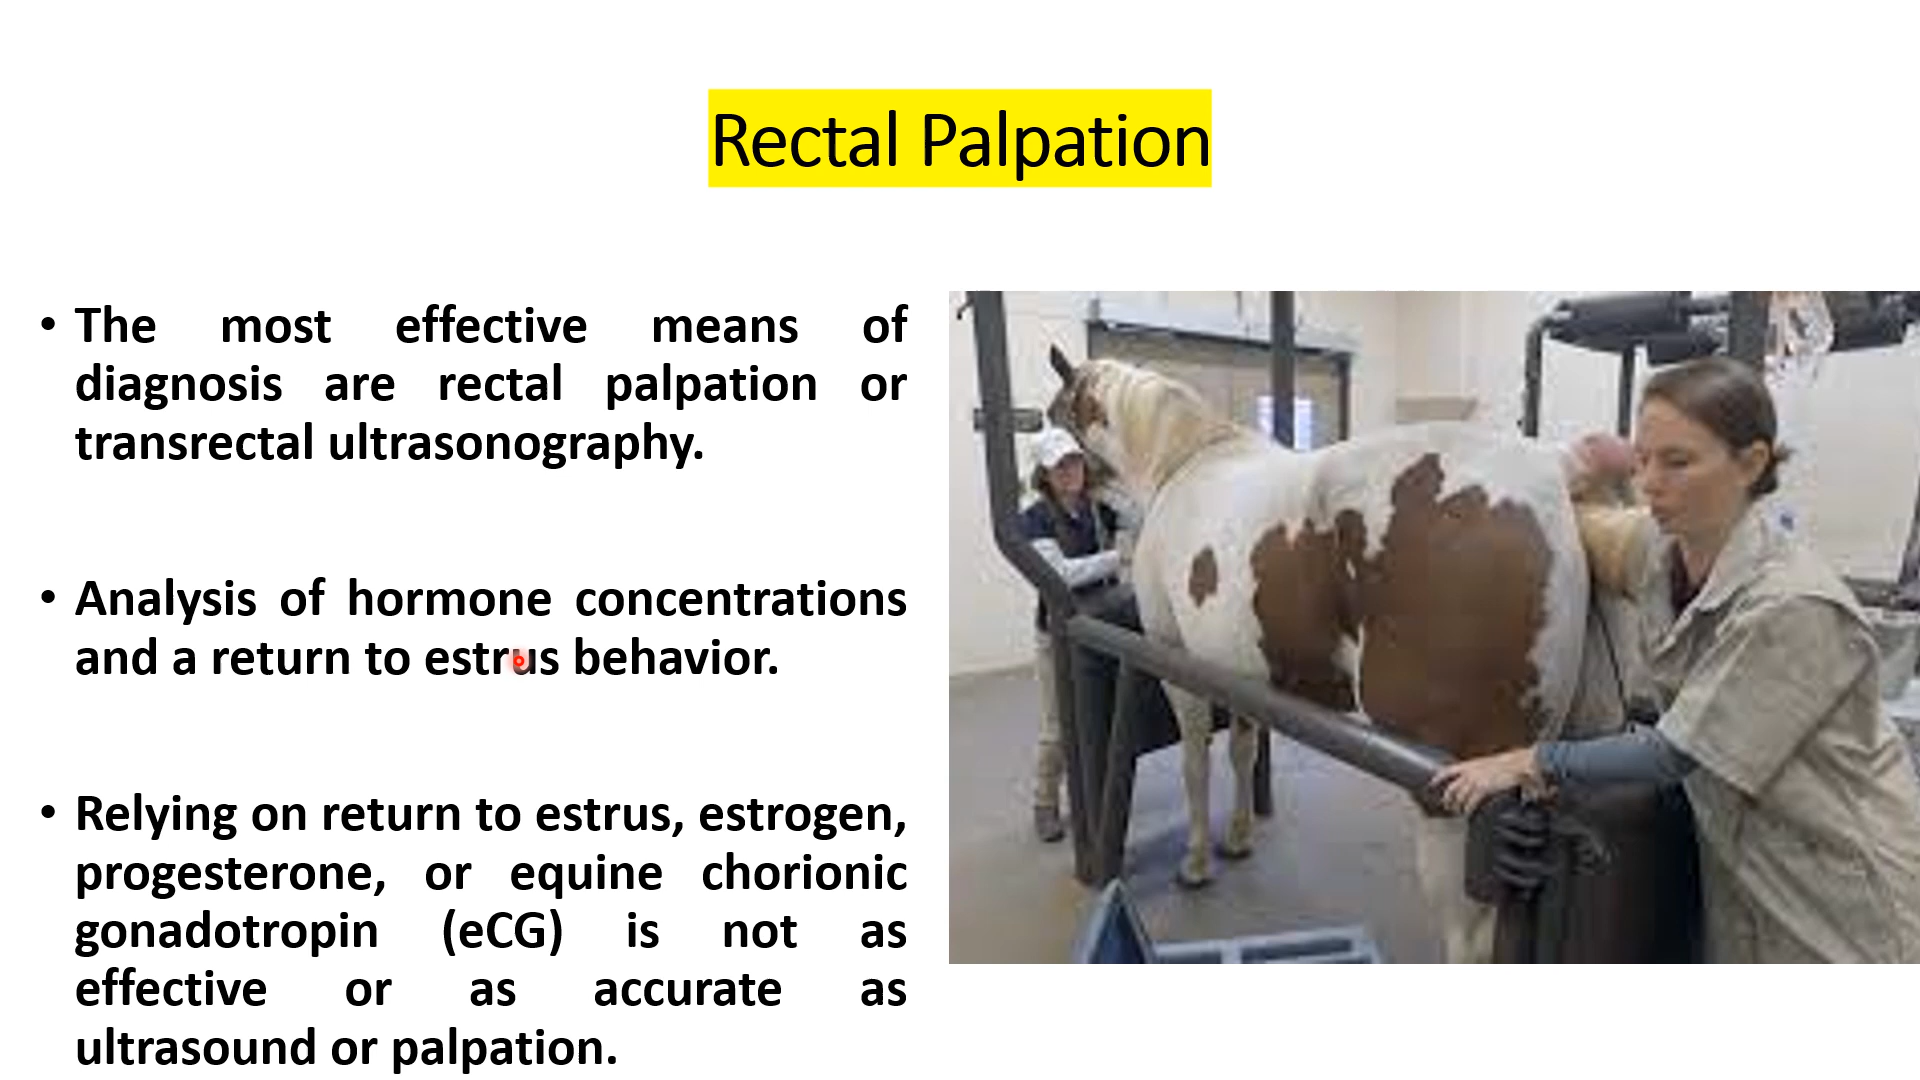 Rectal Palpation
• The most effective means of
diagnosis are rectal palpation or
transrectal ultrasonography.
• Analysis of hormone concentrations
and a return to estrus behavior.
• Relying on return to estrus, estrogen,
progesterone, or equine chorionic
gonadotropin (eCG) is not as
effective or as accurate as
ultrasound or palpation.